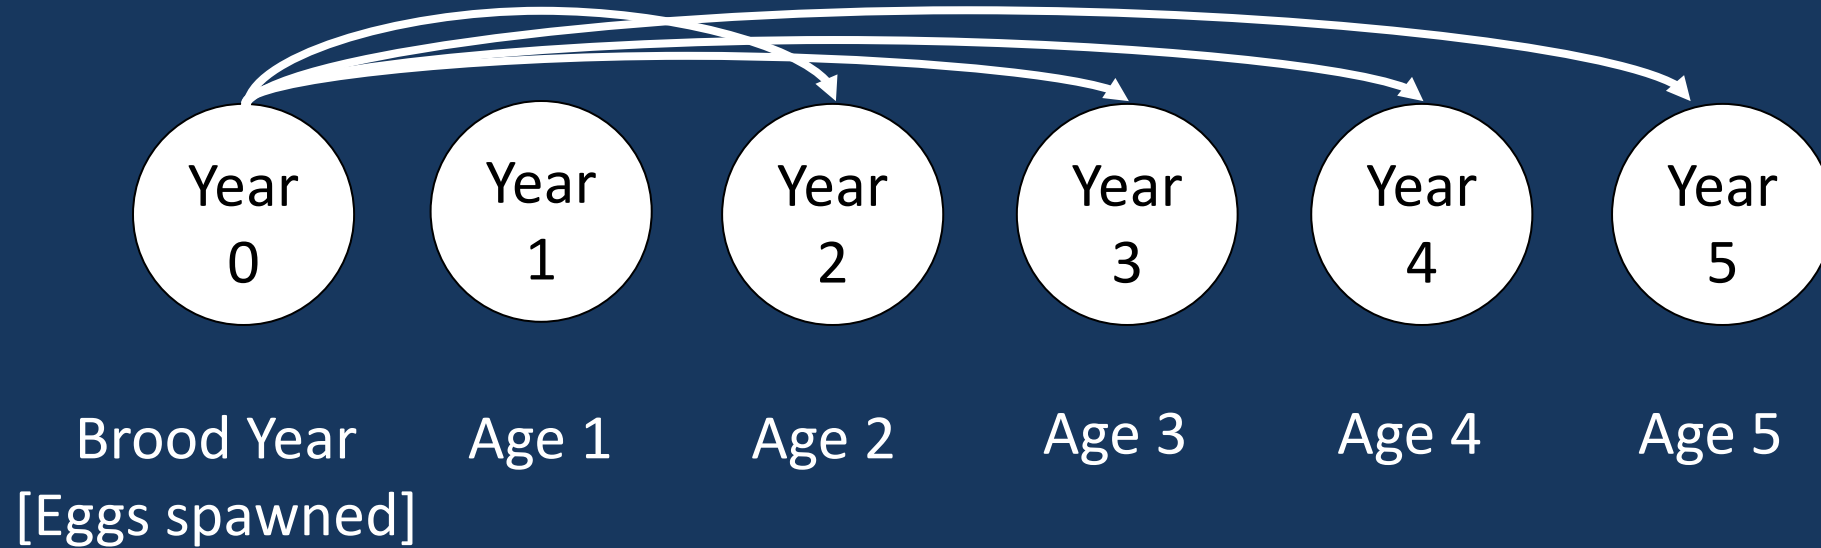 Year
0
Year
1
Year
2
Year
3
Year
4
Year
5
Brood Year
[Eggs spawned]
Age 1
Age 2
Age 3
Age 4
Age 5